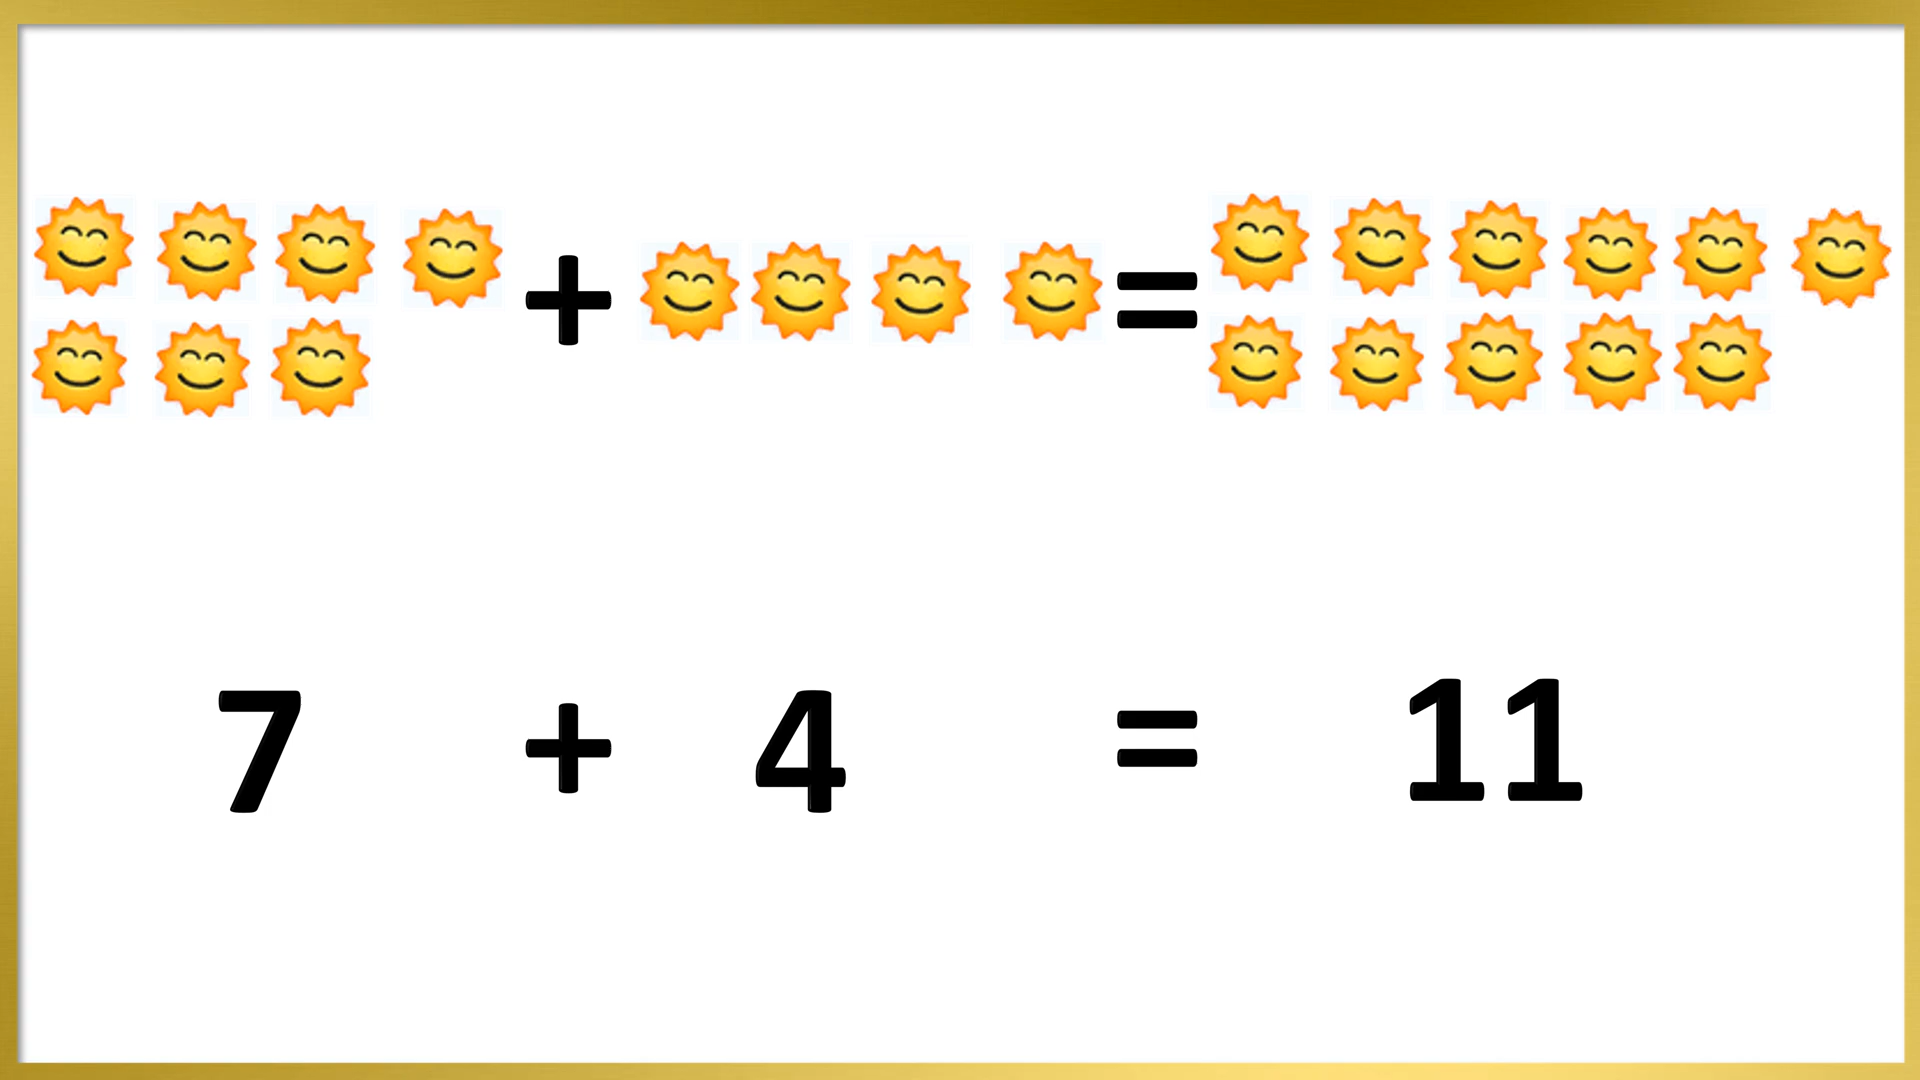 + =
7 + 4 = 11